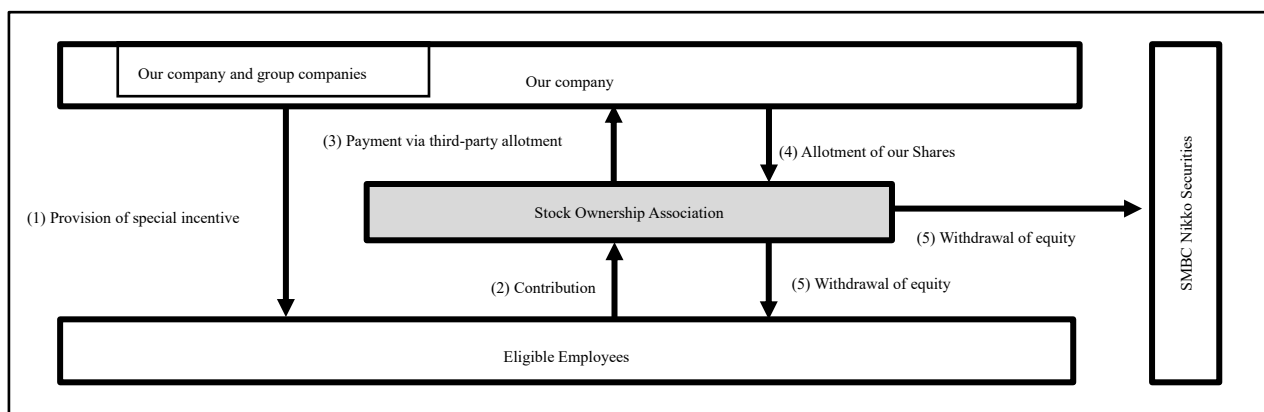 Our company and group companies
Our company
(3) Payment via third-party allotment
(4) Allotment of our Shares
(1) Provision of special incentive
Stock Ownership Association
(5) Withdrawal of equity
(2) Contribution
(5) Withdrawal of equity
Eligible Employees
SMBC Nikko Securities